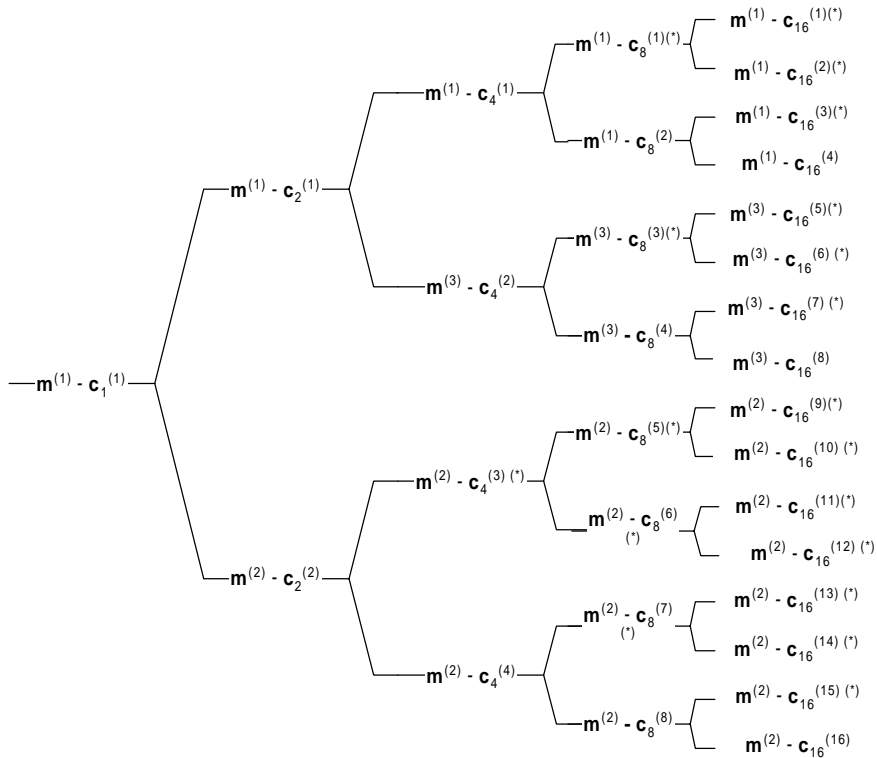 m(1) - c16(1)(*)
m(1) - c8(1)(*)
m(1) - c16(2)(*)
m(1) - c4(1)
m(1) - c16(3)(*)
m(1) - c8(2)
m(1) - c16(4)
m(1) - c2(1)
m(3) - c16(5)(*)
m(3) - c8(3)(*)
m(3) - c16(6) (*)
m(3) - c4(2)
m(3) - c16(7) (*)
m(3) - c8(4)
m(3) - c16(8)
m(1) - c1(1)
m(2) - c16(9)(*)
m(2) - c8(5)(*)
m(2) - c16(10) (*)
m(2) - c4(3) (*)
m(2) - c16(11)(*)
m(2) - c8(6)
(*)
m(2) - c16(12) (*)
m(2) - c2(2)
m(2) - c16(13) (*)
m(2) - c8(7)
(*)
m(2) - c16(14) (*)
m(2) - c4(4)
m(2) - c16(15) (*)
m(2) - c8(8)
m(2) - c16(16)